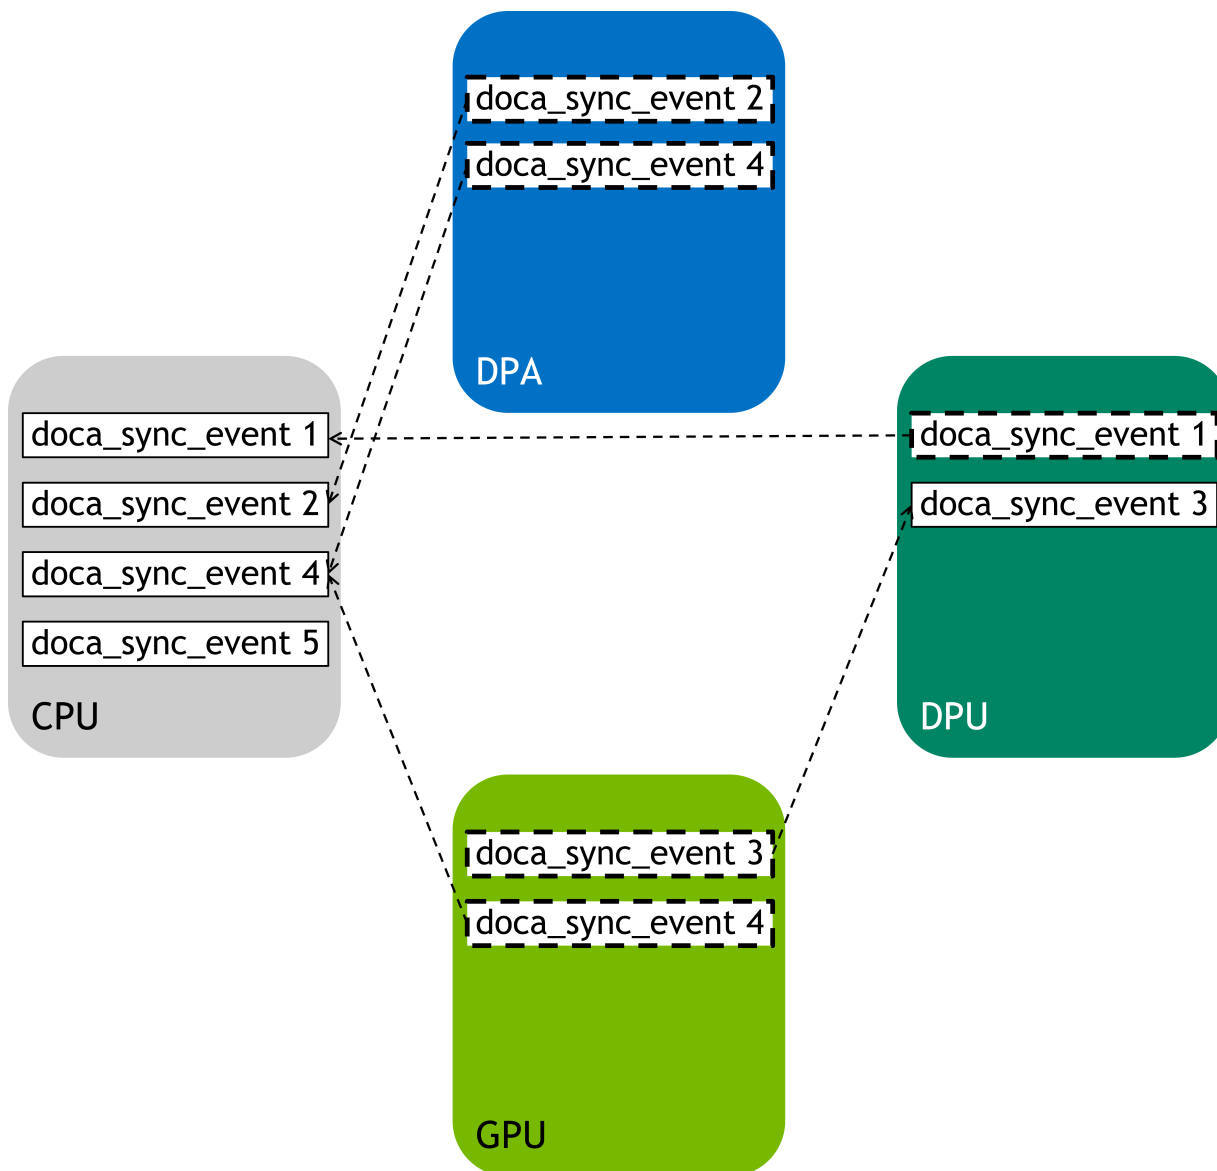 doca_sync_event 2
doca_sync_event 4
DPA
doca_sync_event 1
doca_sync_event 2
doca_sync_event 4
doca_sync_event 5
CPU
doca_sync_event 1
doca_sync_event 3
DPU
doca_sync_event 3
doca_sync_event 4
GPU